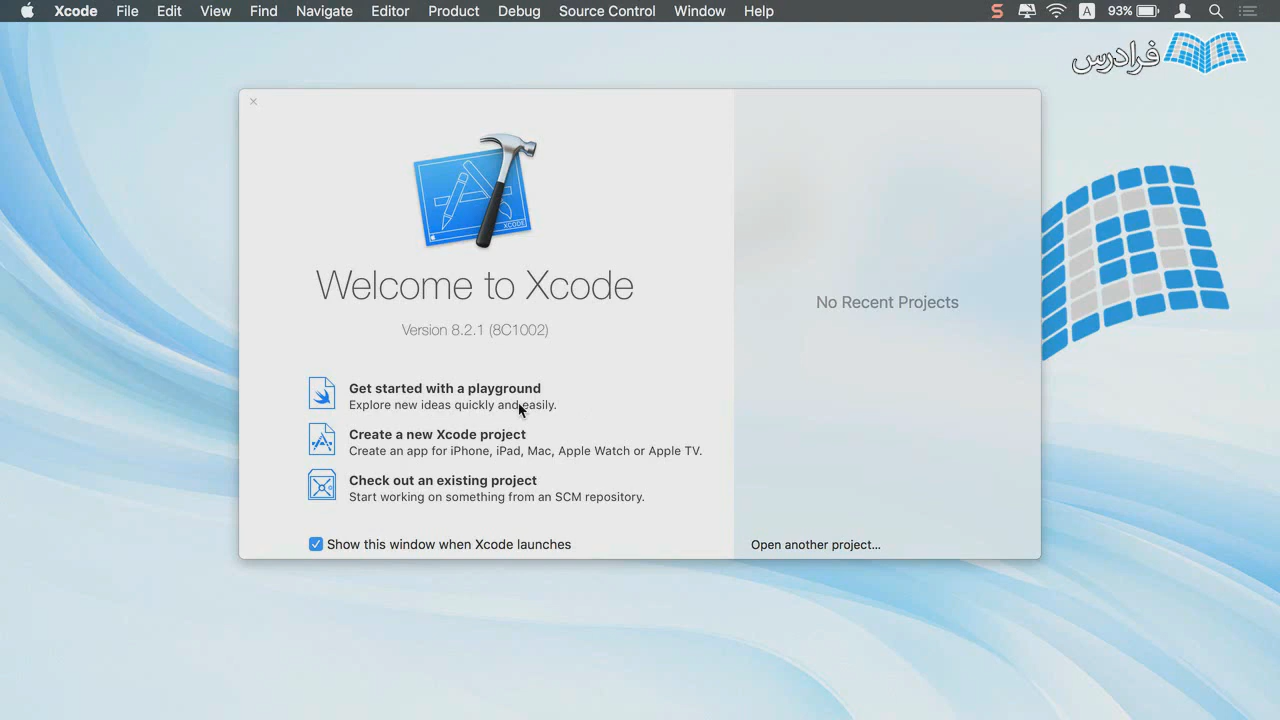 Xcode File Edit View Find Navigate Editor Product Debug Source Control Window Help
A 93%
فرادرس
XCODE
Welcome to Xcode
Version 8.2.1 (8C1002)
No Recent Projects
Get started with a playground
Explore new ideas quickly and easily.
Create a new Xcode project
Create an app for iPhone, iPad, Mac, Apple Watch or Apple TV.
Check out an existing project
Start working on something from an SCM repository.
Show this window when Xcode launches
Open another project...